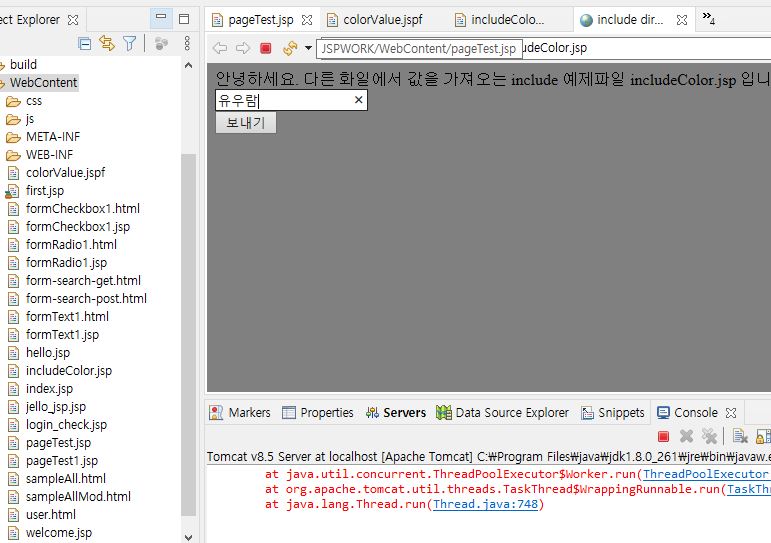 ect Explorer
build
WebContent
css
js
META-INF
WEB-INF
colorValue.jspf
first.jsp
formCheckbox1.html
formCheckbox1.jsp
formRadio1.html
formRadio1.jsp
form-search-get.html
form-search-post.html
formText1.html
formText1.jsp
hello.jsp
includeColor.jsp
index.jsp
jello_jsp.jsp
login_check.jsp
pageTest.jsp
pageTest1.jsp
sampleAll.html
sampleAllMod.html
user.html
welcome.jsp
pageTest.jsp colorValue.jspf includeColo... include dir... »4
JSPWORK/WebContent/pageTest.jsp udeColor.jsp
안녕하세요. 다른 화일에서 값을 가져오는 include 예제파일 includeColor.jsp 입니
유우람
보내기
Markers Properties Servers Data Source Explorer Snippets Console
Tomcat v8.5 Server at localhost [Apache Tomcat] C:₩Program Files₩java₩jdk1.8.0_261₩jre₩bin₩javaw.e
at java.util.concurrent.ThreadPoolExecutor$Worker.run(ThreadPoolExecutor
at org.apache.tomcat.util.threads.TaskThread$WrappingRunnable.run(TaskTh
at java.lang.Thread.run(Thread.java:748)